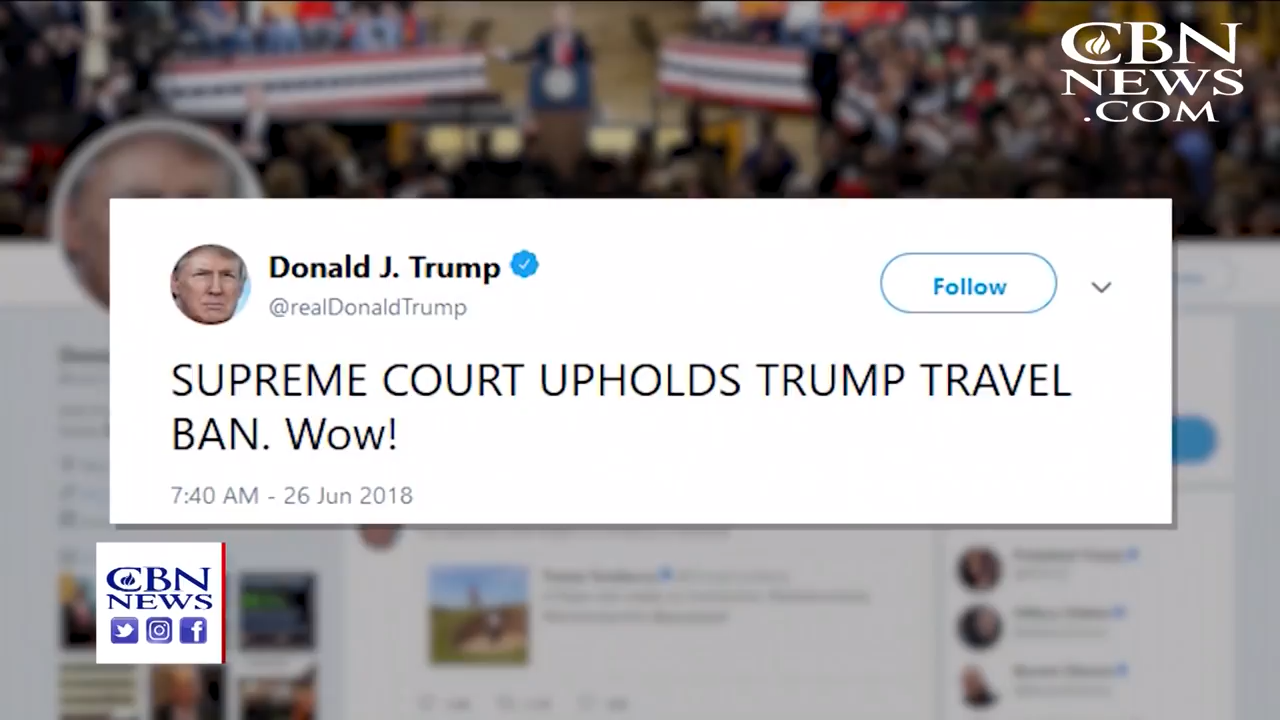 CBN
NEWS
.COM
Donald J. Trump
@realDonaldTrump
Follow
SUPREME COURT UPHOLDS TRUMP TRAVEL
BAN. Wow!
7:40 AM - 26 Jun 2018
CBN
NEWS